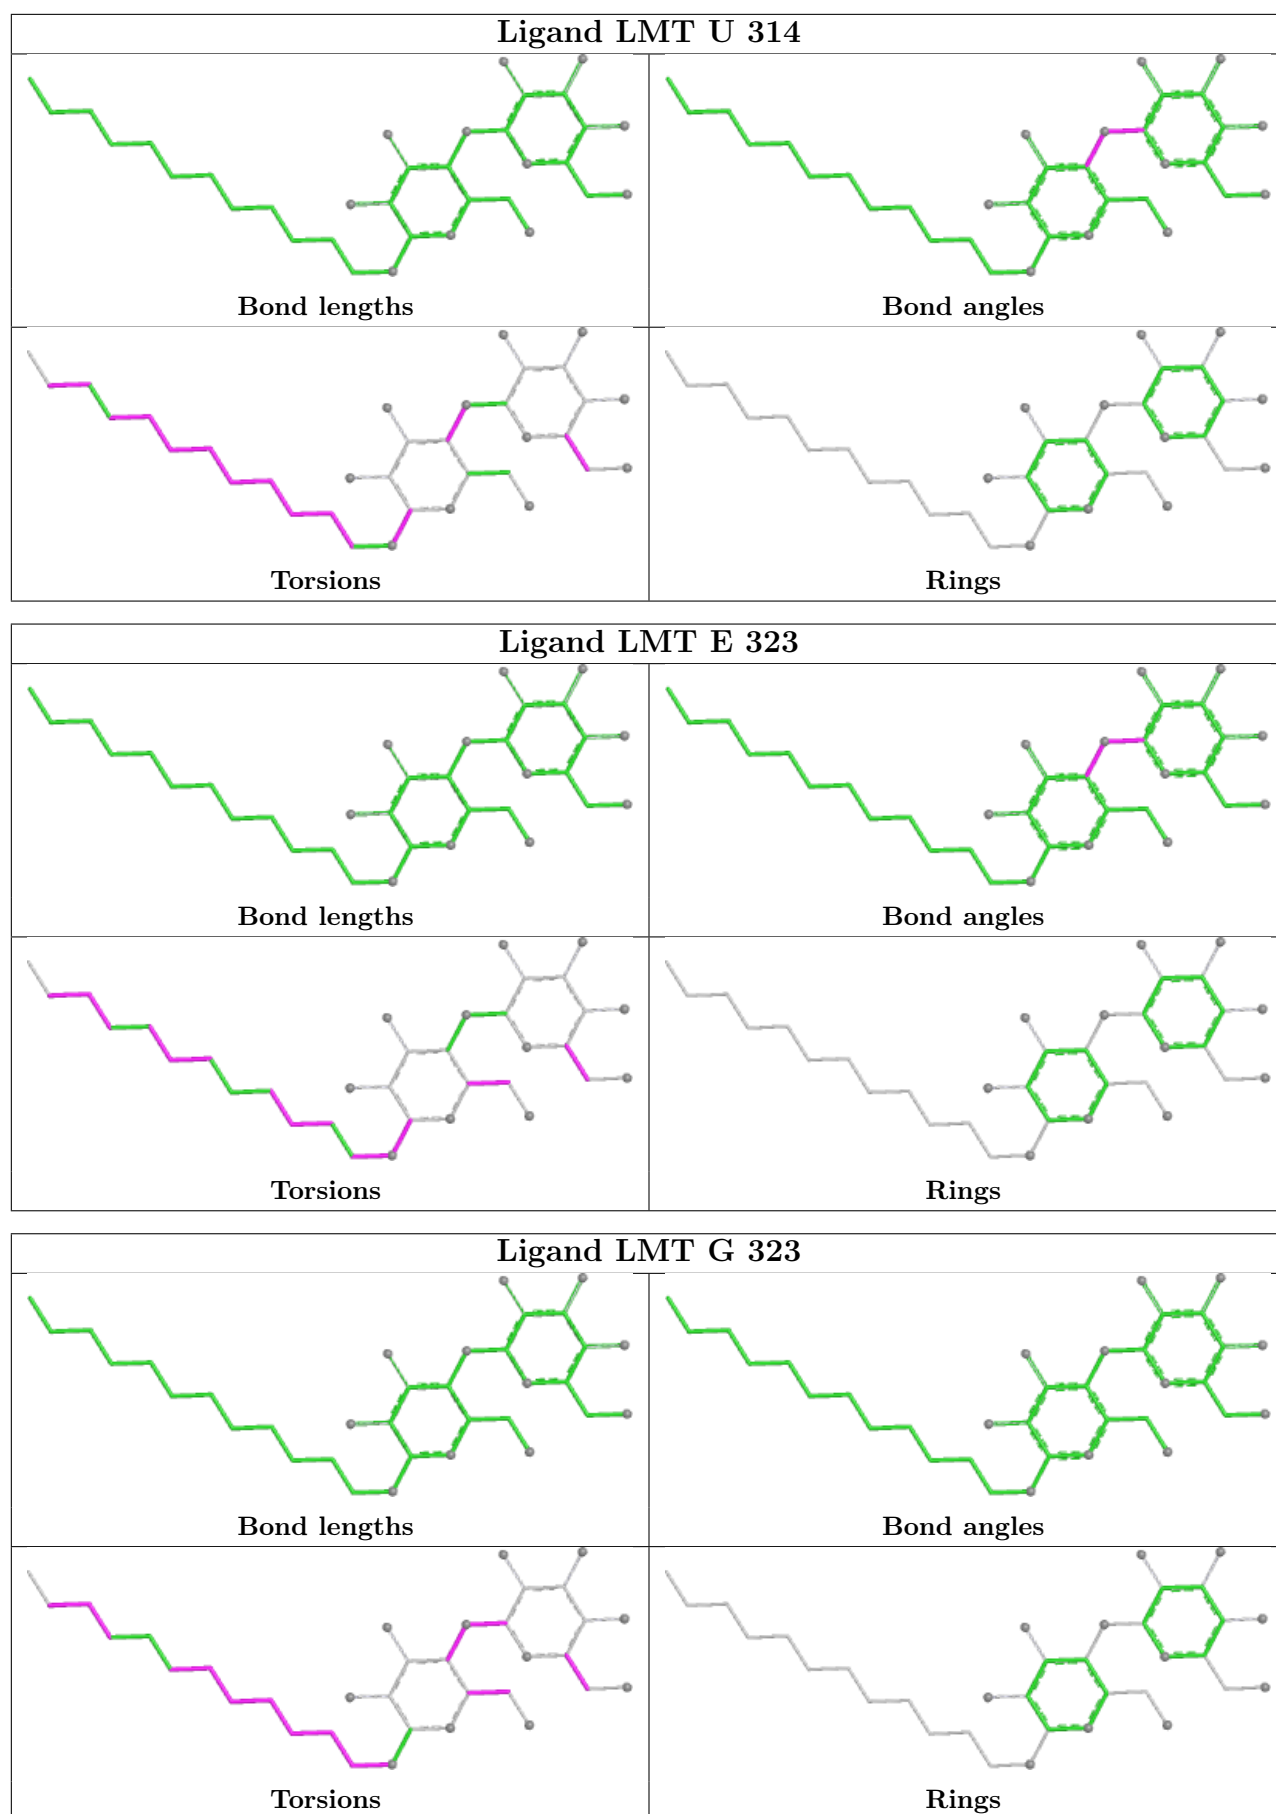 Ligand LMT U 314
Bond lengths
Bond angles
Torsions
Rings
Ligand LMT E 323
Bond lengths
Bond angles
Torsions
Rings
Ligand LMT G 323
Bond lengths
Bond angles
Torsions
Rings